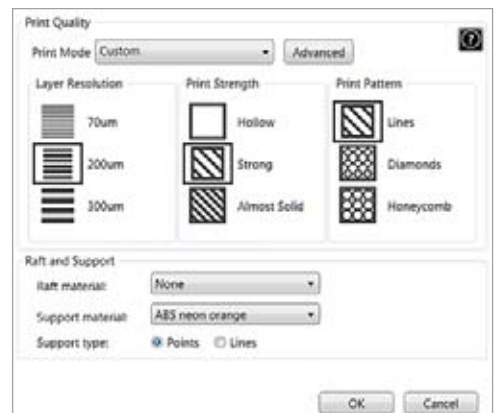 Print Quality
Print Mode Custom Advanced ?
Layer Resolution Print Strength Print Pattern
70um Hollow Lines
200um Strong Diamonds
300um Almost Solid Honeycomb
Raft and Support
Raft material: None
Support material: ABS neon orange
Support type: Points Lines
OK Cancel